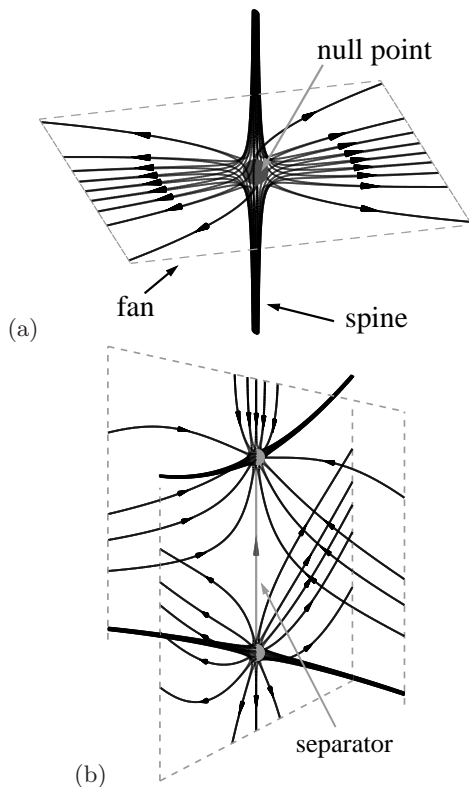 null point
fan
spine
(a)
separator
(b)